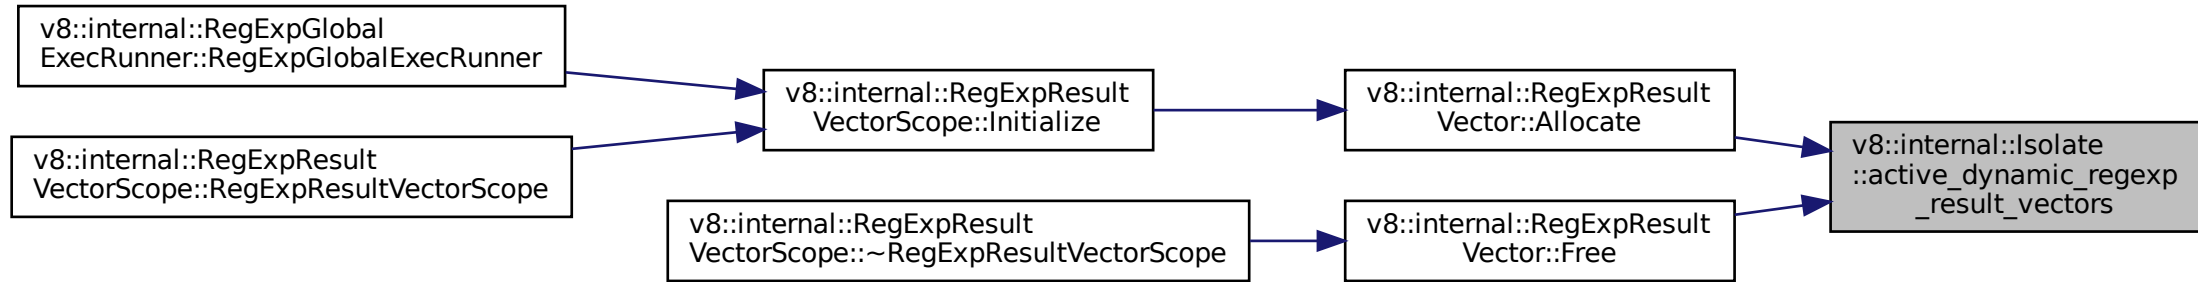 v8::internal::RegExpGlobal
ExecRunner::RegExpGlobalExecRunner
v8::internal::RegExpResult
VectorScope::RegExpResultVectorScope
v8::internal::RegExpResult
VectorScope::Initialize
v8::internal::RegExpResult
VectorScope::~RegExpResultVectorScope
v8::internal::RegExpResult
Vector::Allocate
v8::internal::RegExpResult
Vector::Free
v8::internal::Isolate
::active_dynamic_regexp
_result_vectors